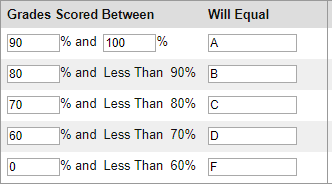 Grades Scored Between Will Equal
90 % and 100 % A
80 % and Less Than 90% B
70 % and Less Than 80% C
60 % and Less Than 70% D
0 % and Less Than 60% F